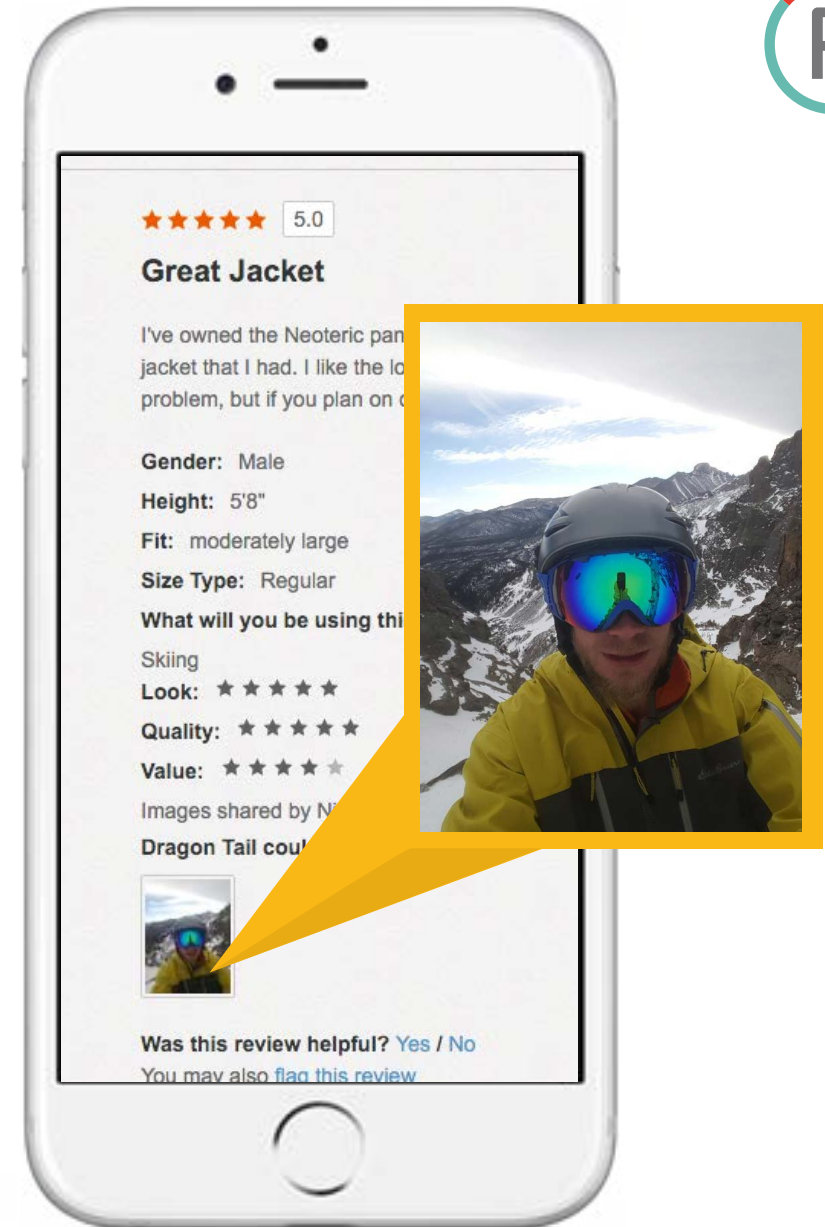 5.0
Great Jacket
I've owned the Neoteric pan
jacket that I had. I like the lo
problem, but if you plan on
Gender: Male
Height: 5'8"
Fit: moderately large
Size Type: Regular
What will you be using thi
Skiing
Look:
Quality:
Value:
Images shared by Ni
Dragon Tail coul
Was this review helpful? Yes / No
You may also flag this review